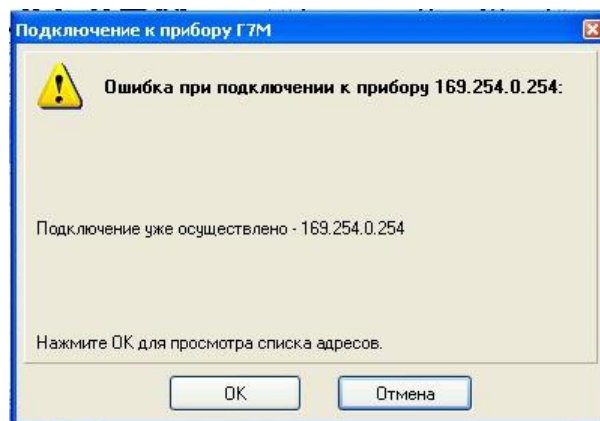 Подключение к прибору Г7М
Ошибка при подключении к прибору 169.254.0.254:
Подключение уже осуществлено - 169.254.0.254
Нажмите ОК для просмотра списка адресов.
ОК
Отмена